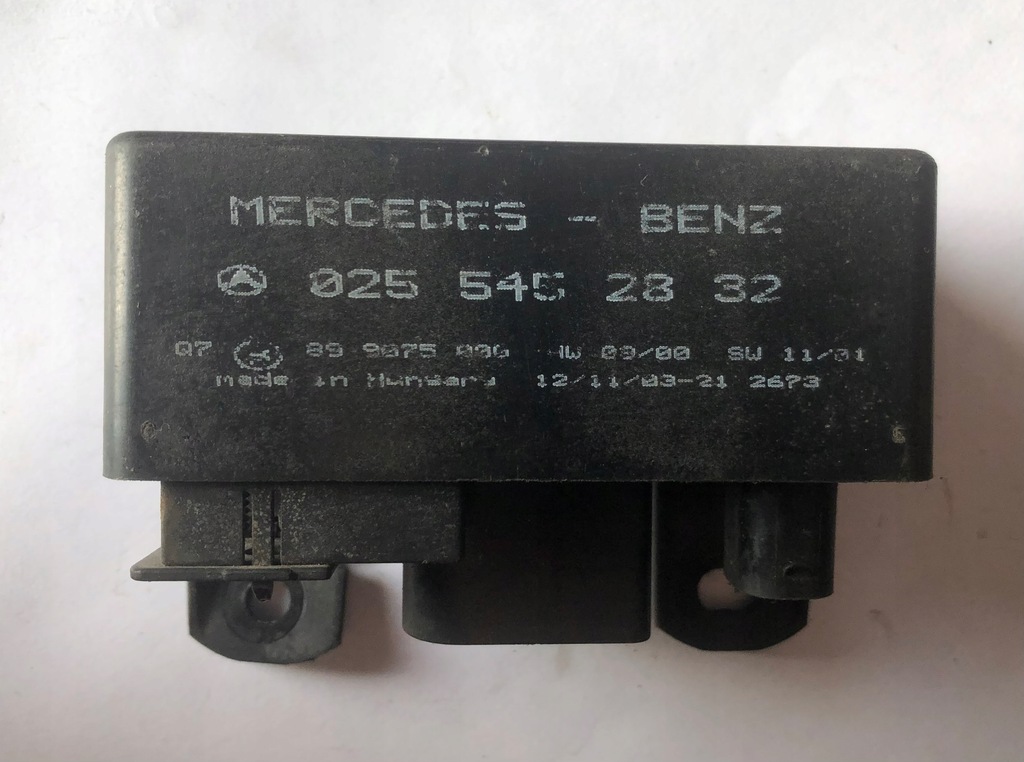 MERCEDES - BENZ
025 545 28 32
Q7 89 9075 006 HW 09/00 SW 11/01
made in Hungary 12/11/03-21 2673